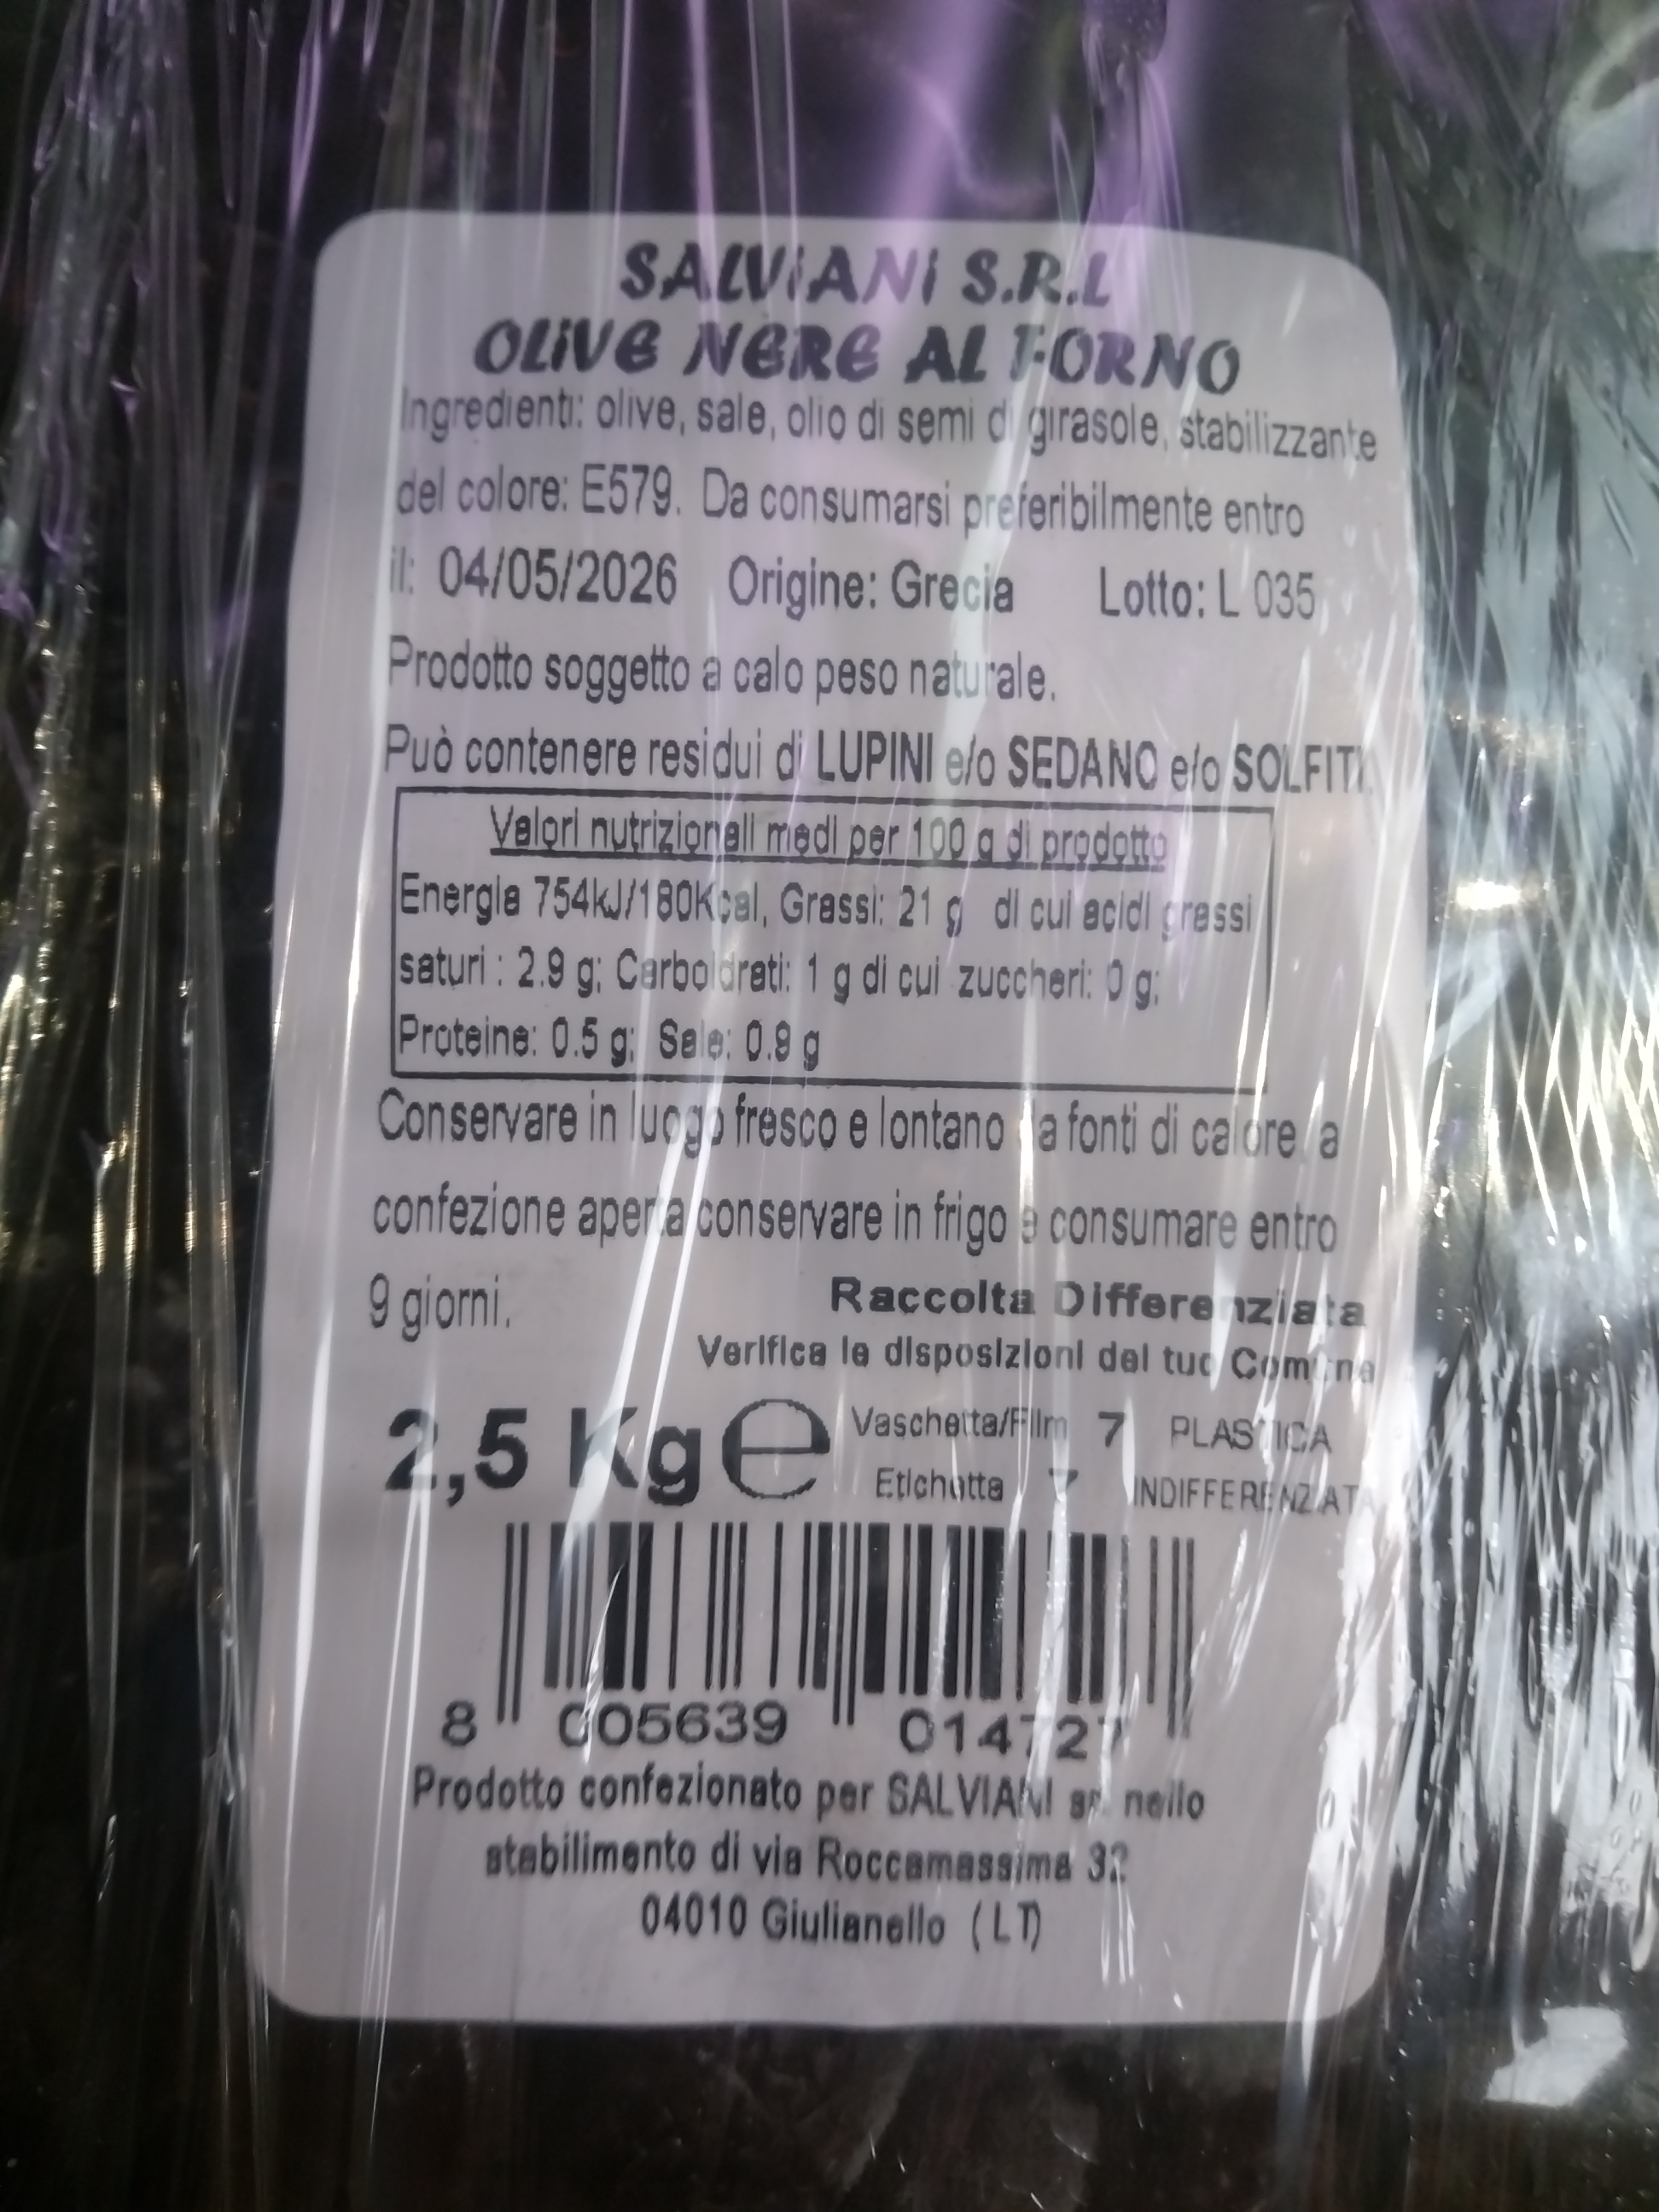 SALVIANI S.R.L
OLIVE NERE AL FORNO
Ingredienti: olive, sale, olio di semi di girasole, stabilizzante
del colore: E579. Da consumarsi preferibilmente entro
il: 04/05/2026 Origine: Grecia Lotto: L 035
Prodotto soggetto a calo peso naturale.
Può contenere residui di LUPINI e/o SEDANO e/o SOLFITI.
Valori nutrizionali medi per 100 g di prodotto
Energia 754kJ/180Kcal, Grassi: 21 g di cui acidi grassi
saturi : 2.9 g; Carboidrati: 1 g di cui zuccheri: 0 g;
Proteine: 0.5 g; Sale:
Conservare in luogo fresco e lontano da fonti di calore, a
confezione aperta conservare in frigo e consumare entro
9 giorni. Raccolta Differenziata
Verifica le disposizioni del tuo Comune
2,5 Kg e Vaschetta/Film 7 PLASTICA
Etichetta 7 INDIFFERENZIATA
8 005639 014727
Prodotto confezionato per SALVIANI srl nello
stabilimento di via Roccamassima 32
04010 Giulianello (LT)